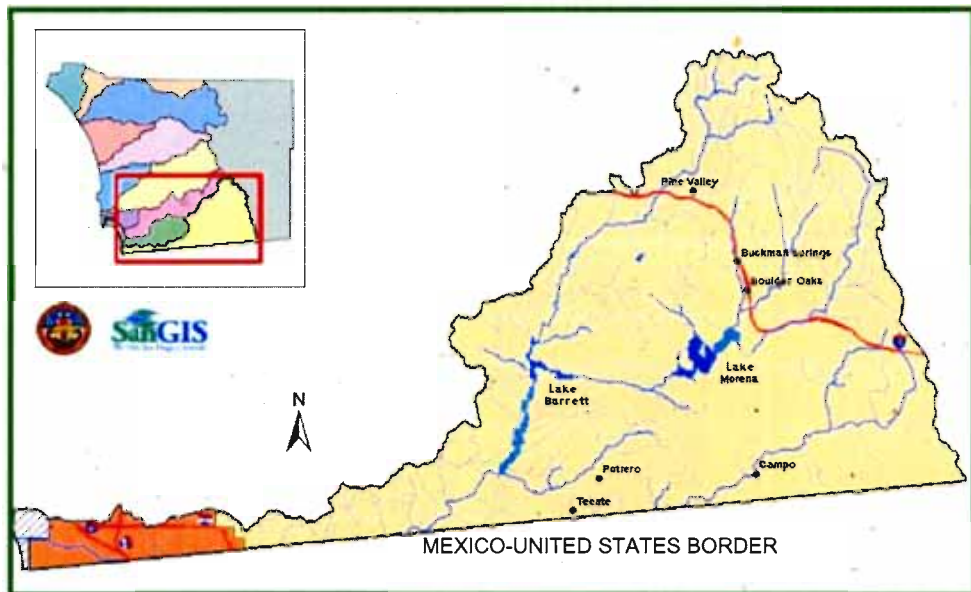 Pine Valley
Buckman Springs
Boulder Oaks
SanGIS
Lake
Morena
Lake
Barrett
N
Potrero
Campo
Tecate
MEXICO-UNITED STATES BORDER